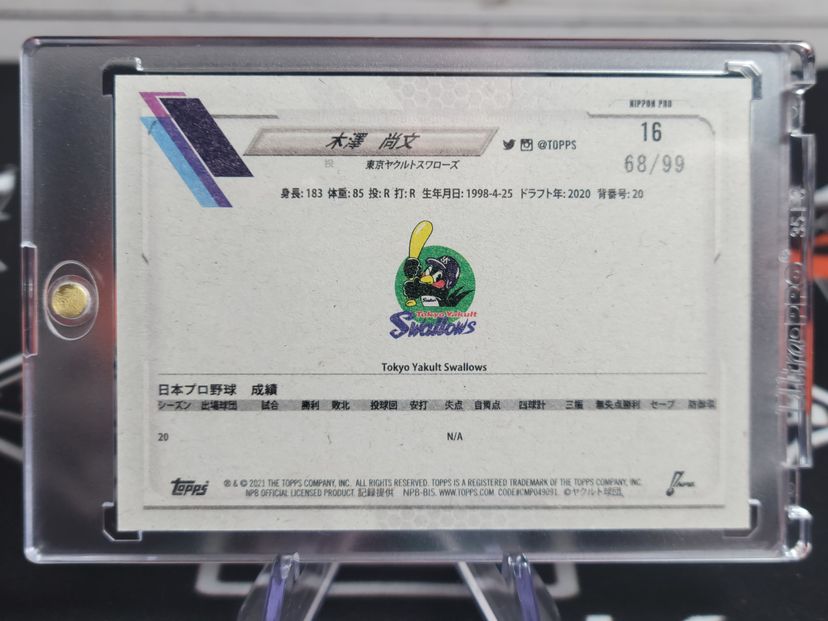 NIPPON PRO
16
68/99
木澤 尚文
@TOPPS
投
東京ヤクルトスワローズ
身長: 183 体重: 85 投: R 打: R 生年月日: 1998-4-25 ドラフト年: 2020 背番号: 20
Swallows
Tokyo Yakult
Swallows
Tokyo Yakult Swallows
日本プロ野球 成績
シーズン 出場球団 試合 勝利 敗北 投球回 安打 失点 自責点 四球計 三振 無失点勝利 セーブ 防御率
20 N/A
Topps
® & © 2021 THE TOPPS COMPANY, INC. ALL RIGHTS RESERVED. TOPPS IS A REGISTERED TRADEMARK OF THE TOPPS COMPANY, INC.
NPB OFFICIAL LICENSED PRODUCT. 記録提供 NPB-BIS. WWW.TOPPS.COM. CODE#CMP049091. ©ヤクルト球団.